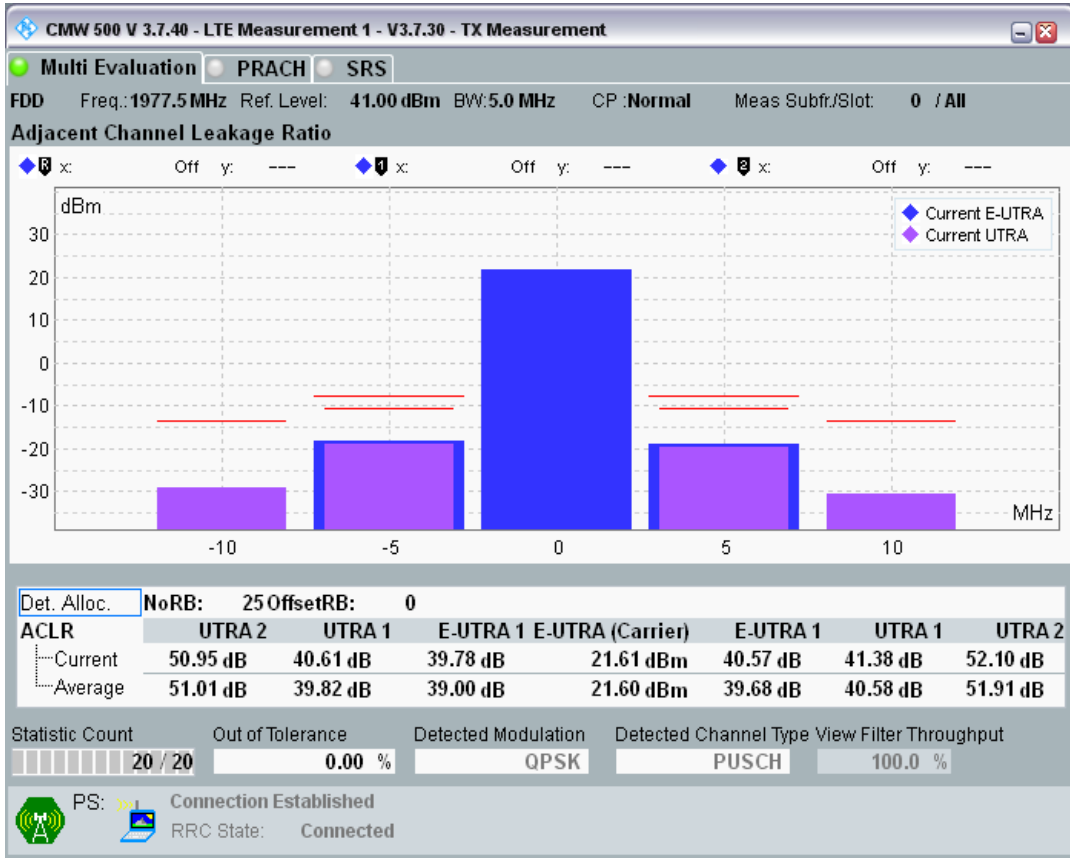 CMW 500 V 3.7.40 - LTE Measurement 1 - V3.7.30 - TX Measurement
Multi Evaluation PRACH SRS
FDD Freq.:1977.5 MHz Ref. Level: 41.00 dBm BW:5.0 MHz CP :Normal Meas Subfr./Slot: 0 / All
Adjacent Channel Leakage Ratio
R x: Off y: --- 1 x: Off y: --- 2 x: Off y: ---
dBm
Current E-UTRA
Current UTRA
30
20
10
0
-10
-20
-30
MHz
-10 -5 0 5 10
Det. Alloc. NoRB: 25 OffsetRB: 0
ACLR UTRA 2 UTRA 1 E-UTRA 1 E-UTRA (Carrier) E-UTRA 1 UTRA 1 UTRA 2
Current 50.95 dB 40.61 dB 39.78 dB 21.61 dBm 40.57 dB 41.38 dB 52.10 dB
Average 51.01 dB 39.82 dB 39.00 dB 21.60 dBm 39.68 dB 40.58 dB 51.91 dB
Statistic Count Out of Tolerance Detected Modulation Detected Channel Type View Filter Throughput
20 / 20 0.00 % QPSK PUSCH 100.0 %
PS: Connection Established
RRC State: Connected